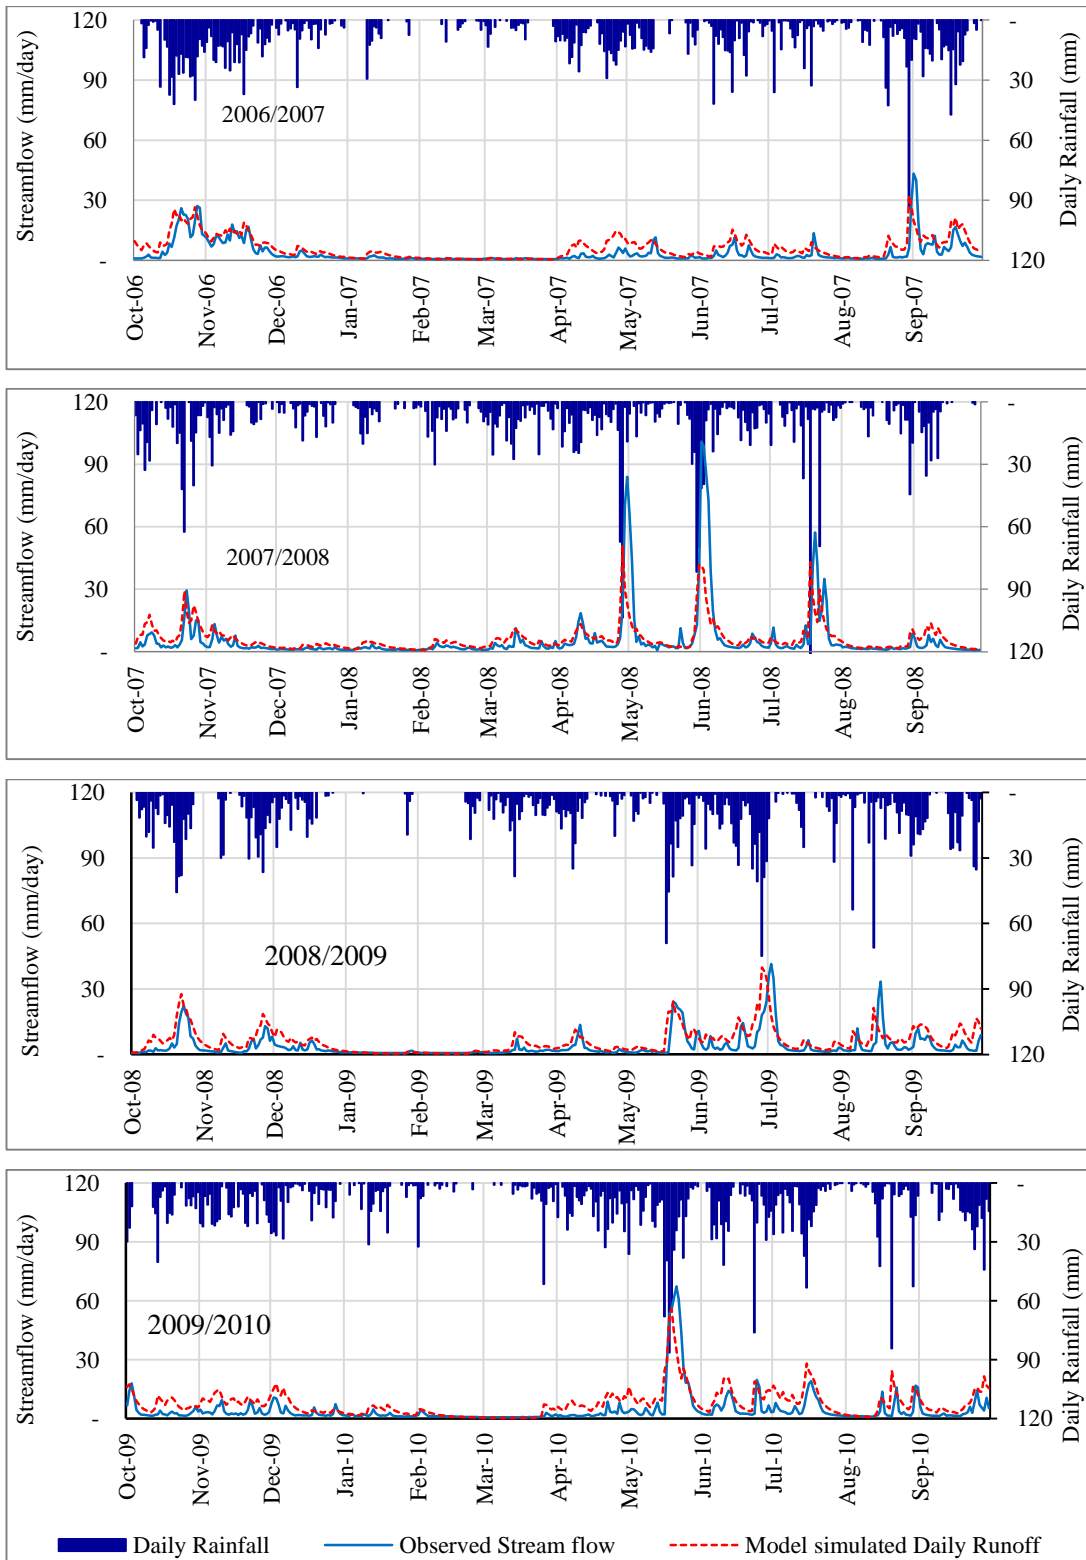 Streamflow (mm/day)
120
90
60
30
-
2006/2007
-
30
60
90
120
Daily Rainfall (mm)
Oct-06
Nov-06
Dec-06
Jan-07
Feb-07
Mar-07
Apr-07
May-07
Jun-07
Jul-07
Aug-07
Sep-07
Streamflow (mm/day)
120
90
60
30
-
2007/2008
-
30
60
90
120
Daily Rainfall (mm)
Oct-07
Nov-07
Dec-07
Jan-08
Feb-08
Mar-08
Apr-08
May-08
Jun-08
Jul-08
Aug-08
Sep-08
Streamflow (mm/day)
120
90
60
30
-
2008/2009
-
30
60
90
120
Daily Rainfall (mm)
Oct-08
Nov-08
Dec-08
Jan-09
Feb-09
Mar-09
Apr-09
May-09
Jun-09
Jul-09
Aug-09
Sep-09
Streamflow (mm/day)
120
90
60
30
-
2009/2010
-
30
60
90
120
Daily Rainfall (mm)
Oct-09
Nov-09
Dec-09
Jan-10
Feb-10
Mar-10
Apr-10
May-10
Jun-10
Jul-10
Aug-10
Sep-10
Daily Rainfall
Observed Stream flow
Model simulated Daily Runoff